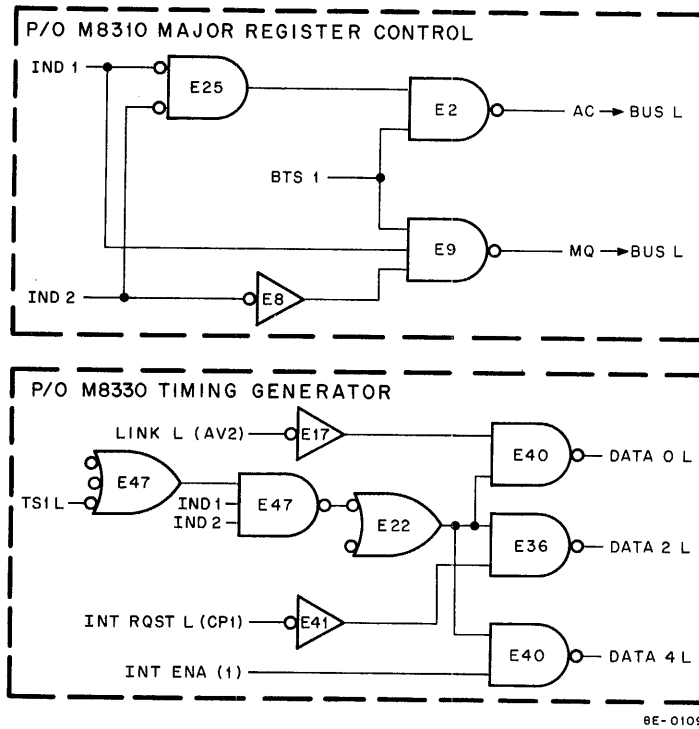 P/O M8310 MAJOR REGISTER CONTROL
IND 1
E25
E2
AC → BUS L
BTS 1
E9
MQ → BUS L
IND 2
E8
P/O M8330 TIMING GENERATOR
LINK L (AV2)
E17
E40
DATA 0 L
E47
TS1 L
E47
IND 1
IND 2
E22
E36
DATA 2 L
INT RQST L (CP1)
E41
E40
DATA 4 L
INT ENA (1)
8E-0109